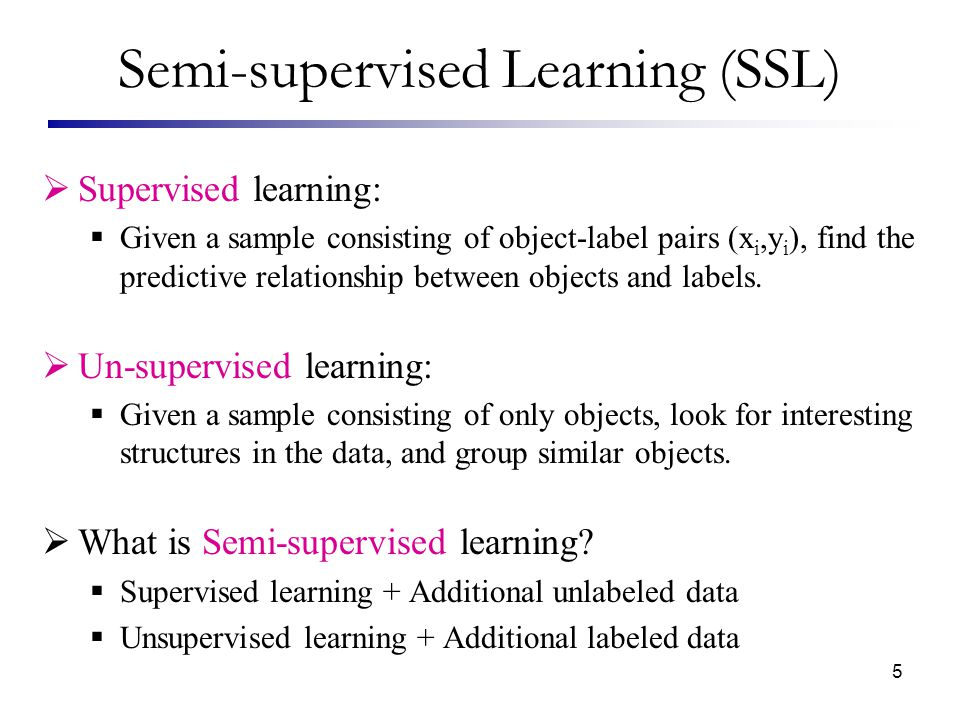 Semi-supervised Learning (SSL)
➢ Supervised learning:
▪ Given a sample consisting of object-label pairs (xᵢ,yᵢ), find the
predictive relationship between objects and labels.
➢ Un-supervised learning:
▪ Given a sample consisting of only objects, look for interesting
structures in the data, and group similar objects.
➢ What is Semi-supervised learning?
▪ Supervised learning + Additional unlabeled data
▪ Unsupervised learning + Additional labeled data
5